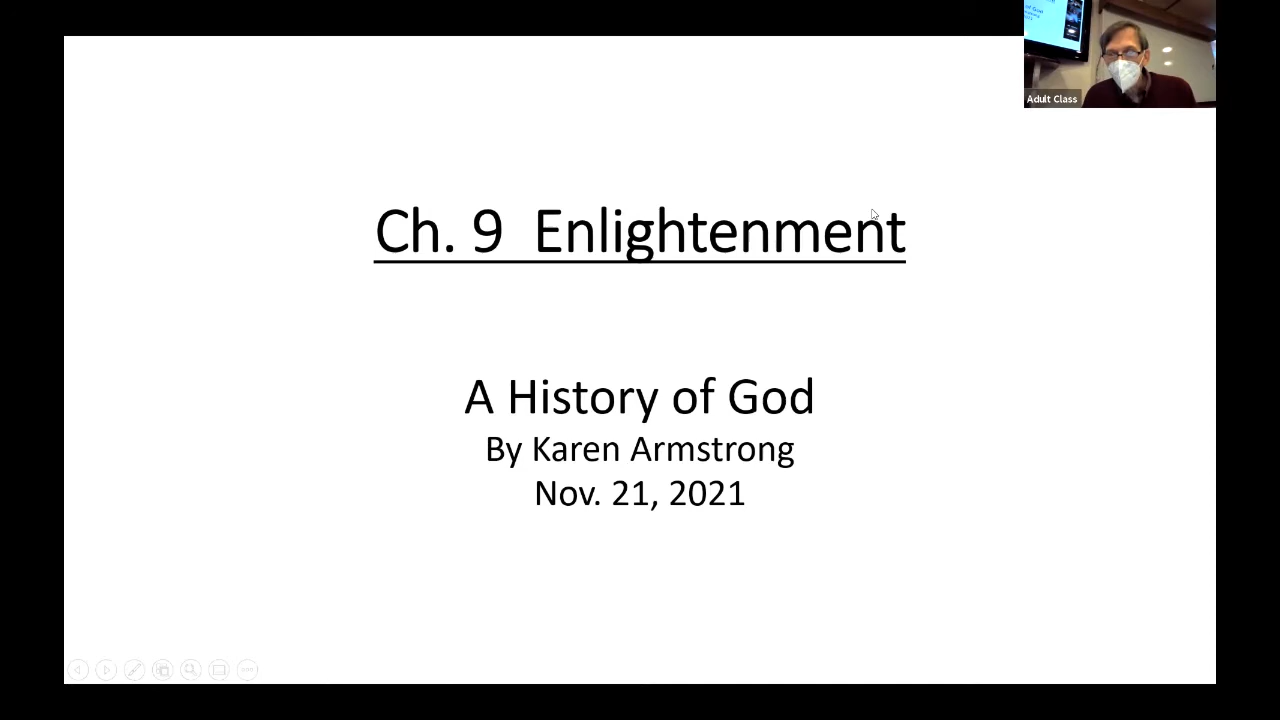 Ch. 9  Enlightenment
A History of God
By Karen Armstrong
Nov. 21, 2021
Adult Class